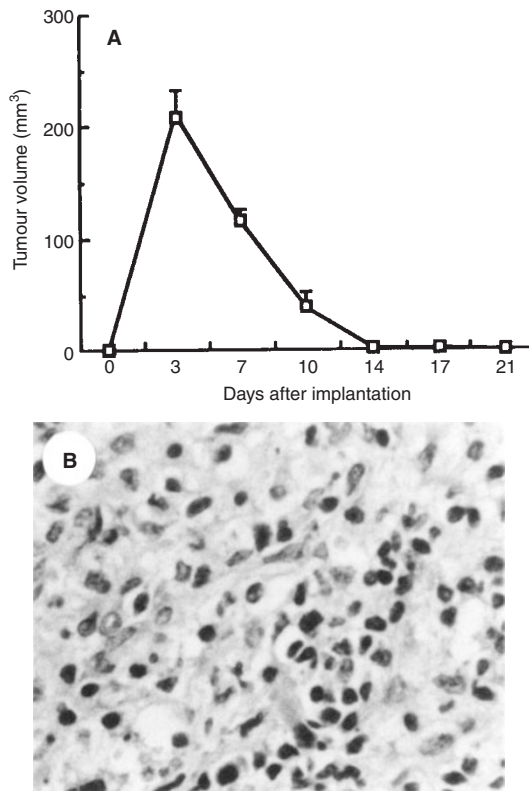 A
300
200
100
0
Tumour volume (mm³)
0 3 7 10 14 17 21
Days after implantation
B